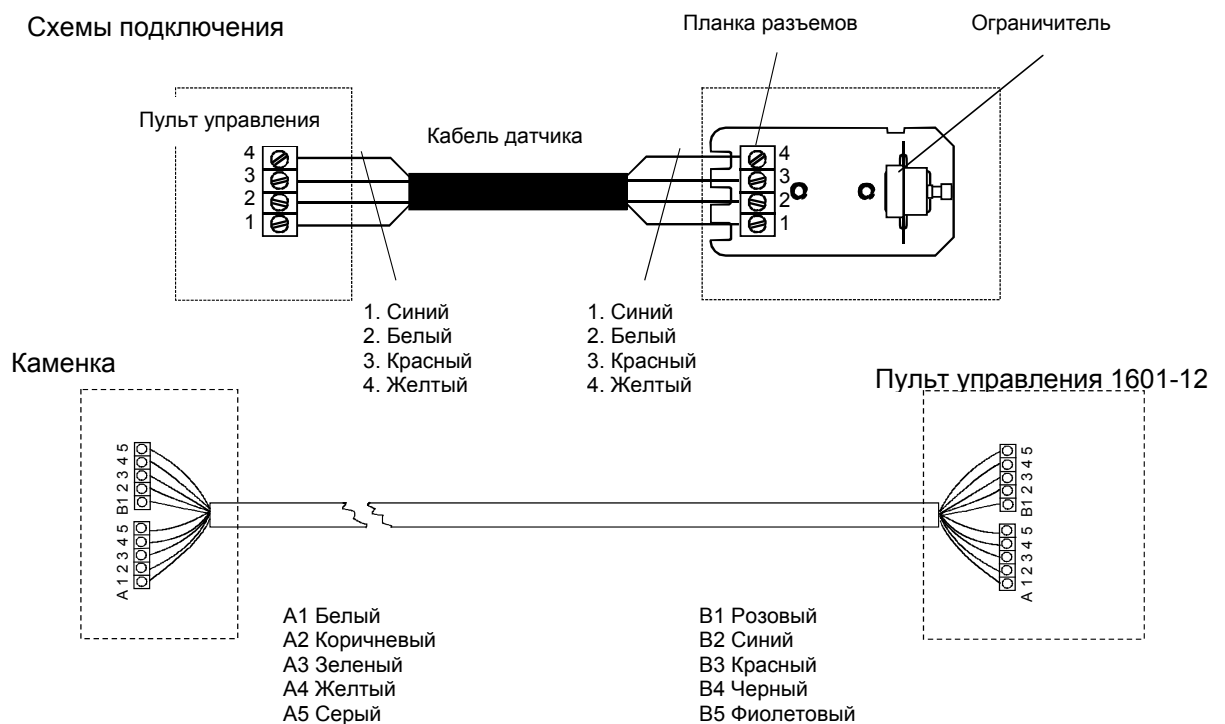 Схемы подключения
Планка разъемов
Ограничитель
Пульт управления
Кабель датчика
4
3
2
1
4
3
2
1
1. Синий
2. Белый
3. Красный
4. Желтый
1. Синий
2. Белый
3. Красный
4. Желтый
Каменка
Пульт управления 1601-12
B1 2 3 4 5
A 1 2 3 4 5
B1 2 3 4 5
A 1 2 3 4 5
A1 Белый
A2 Коричневый
A3 Зеленый
A4 Желтый
A5 Серый
B1 Розовый
B2 Синий
B3 Красный
B4 Черный
B5 Фиолетовый